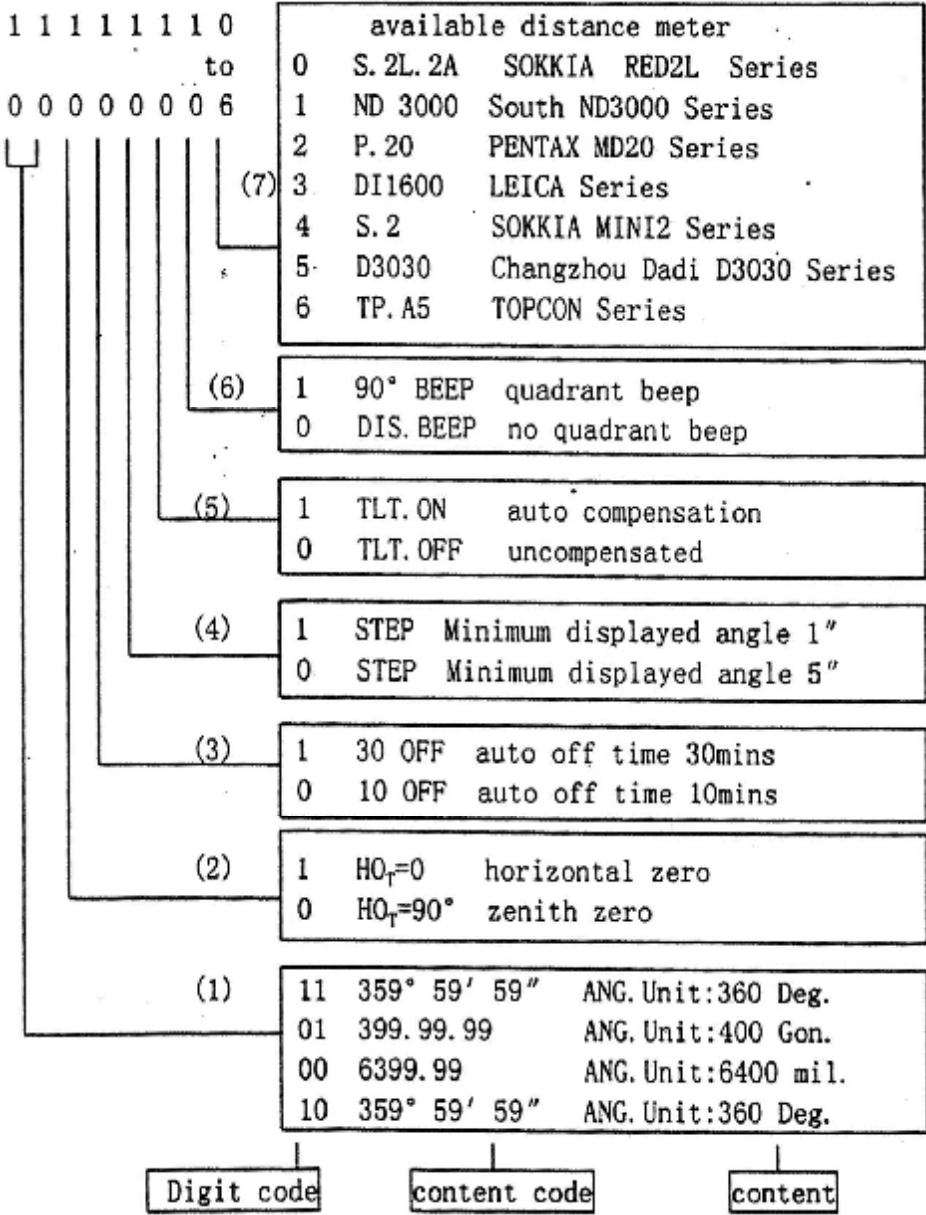 1 1 1 1 1 1 1 0
to
0 0 0 0 0 0 0 6
available distance meter
(7)
0 S.2L.2A SOKKIA RED2L Series
1 ND 3000 South ND3000 Series
2 P.20 PENTAX MD20 Series
3 DI1600 LEICA Series
4 S.2 SOKKIA MINI2 Series
5 D3030 Changzhou Dadi D3030 Series
6 TP.A5 TOPCON Series
(6)
1 90° BEEP quadrant beep
0 DIS.BEEP no quadrant beep
(5)
1 TLT.ON auto compensation
0 TLT.OFF uncompensated
(4)
1 STEP Minimum displayed angle 1″
0 STEP Minimum displayed angle 5″
(3)
1 30 OFF auto off time 30mins
0 10 OFF auto off time 10mins
(2)
1 HO_T=0 horizontal zero
0 HO_T=90° zenith zero
(1)
11 359° 59′ 59″ ANG.Unit:360 Deg.
01 399.99.99 ANG.Unit:400 Gon.
00 6399.99 ANG.Unit:6400 mil.
10 359° 59′ 59″ ANG.Unit:360 Deg.
Digit code content code content